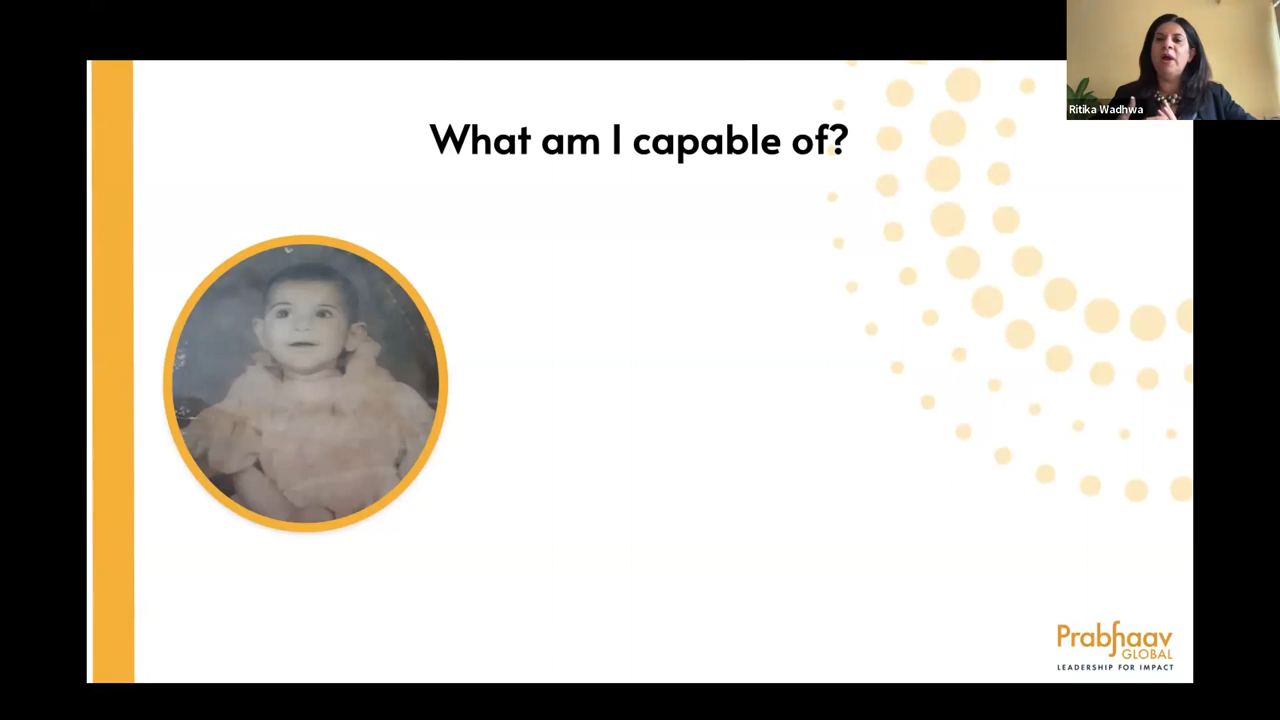 Ritika Wadhwa
What am I capable of?
Prabhaav
GLOBAL
LEADERSHIP FOR IMPACT